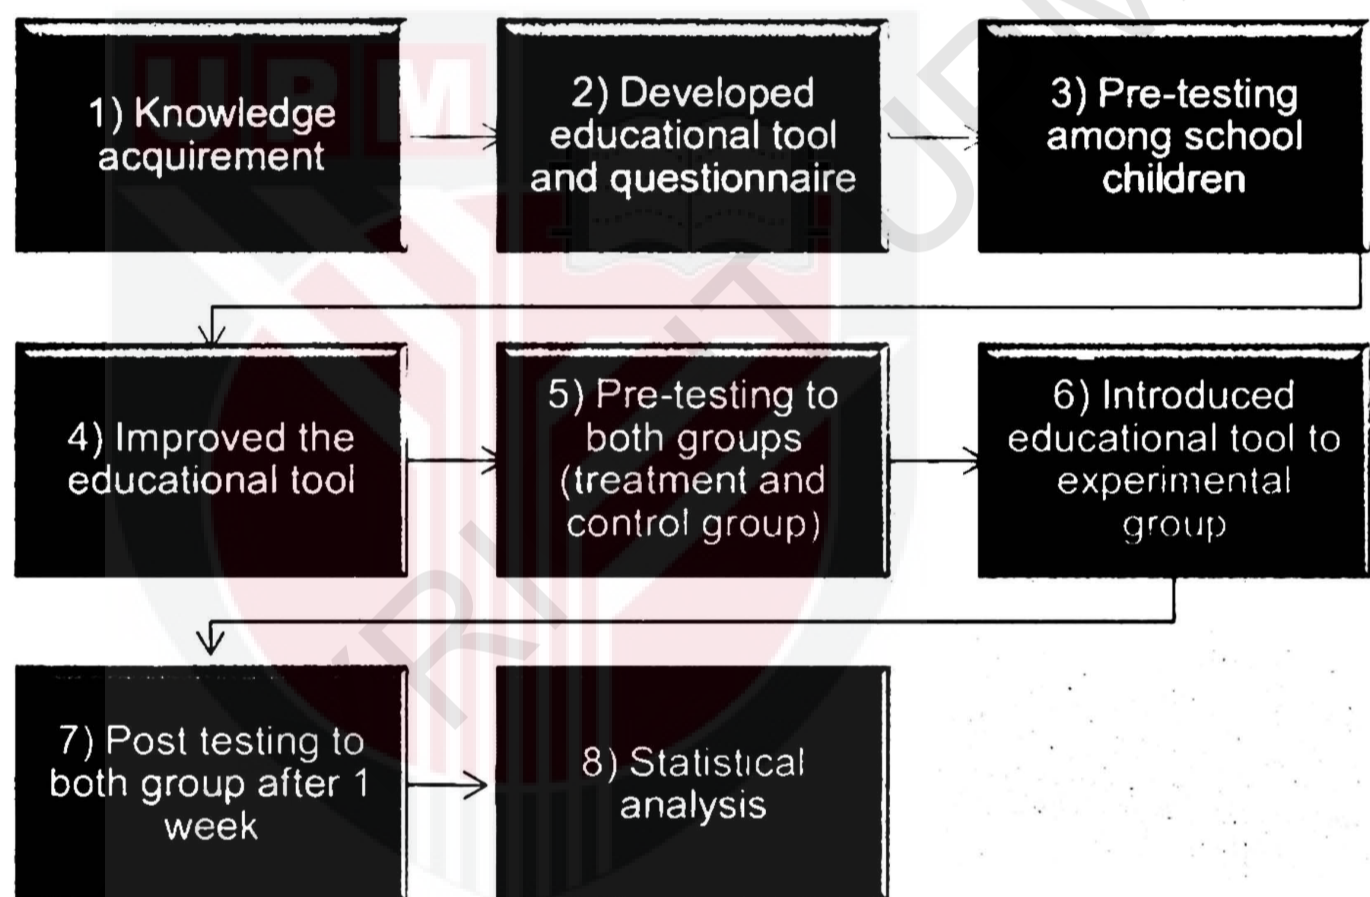 1) Knowledge
acquirement
2) Developed
educational tool
and questionnaire
3) Pre-testing
among school
children
4) Improved the
educational tool
5) Pre-testing to
both groups
(treatment and
control group)
6) Introduced
educational tool to
experimental
group
7) Post testing to
both group after 1
week
8) Statistical
analysis
UPM